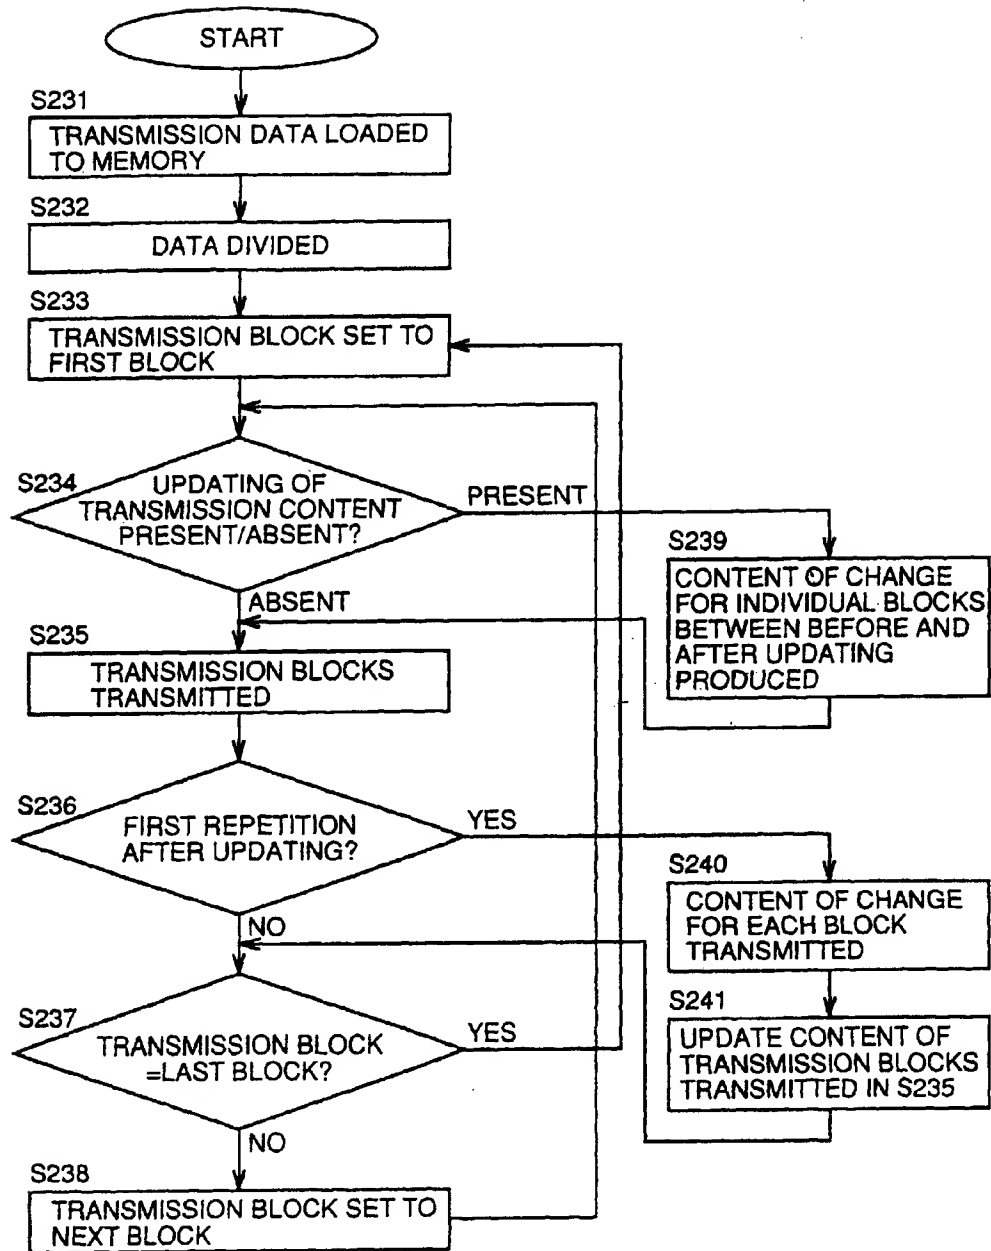 START
S231
TRANSMISSION DATA LOADED
TO MEMORY
S232
DATA DIVIDED
S233
TRANSMISSION BLOCK SET TO
FIRST BLOCK
S234
UPDATING OF
TRANSMISSION CONTENT
PRESENT/ABSENT?
PRESENT
ABSENT
S239
CONTENT OF CHANGE
FOR INDIVIDUAL BLOCKS
BETWEEN BEFORE AND
AFTER UPDATING
PRODUCED
S235
TRANSMISSION BLOCKS
TRANSMITTED
S236
FIRST REPETITION
AFTER UPDATING?
YES
NO
S240
CONTENT OF CHANGE
FOR EACH BLOCK
TRANSMITTED
S241
UPDATE CONTENT OF
TRANSMISSION BLOCKS
TRANSMITTED IN S235
S237
TRANSMISSION BLOCK
=LAST BLOCK?
YES
NO
S238
TRANSMISSION BLOCK SET TO
NEXT BLOCK